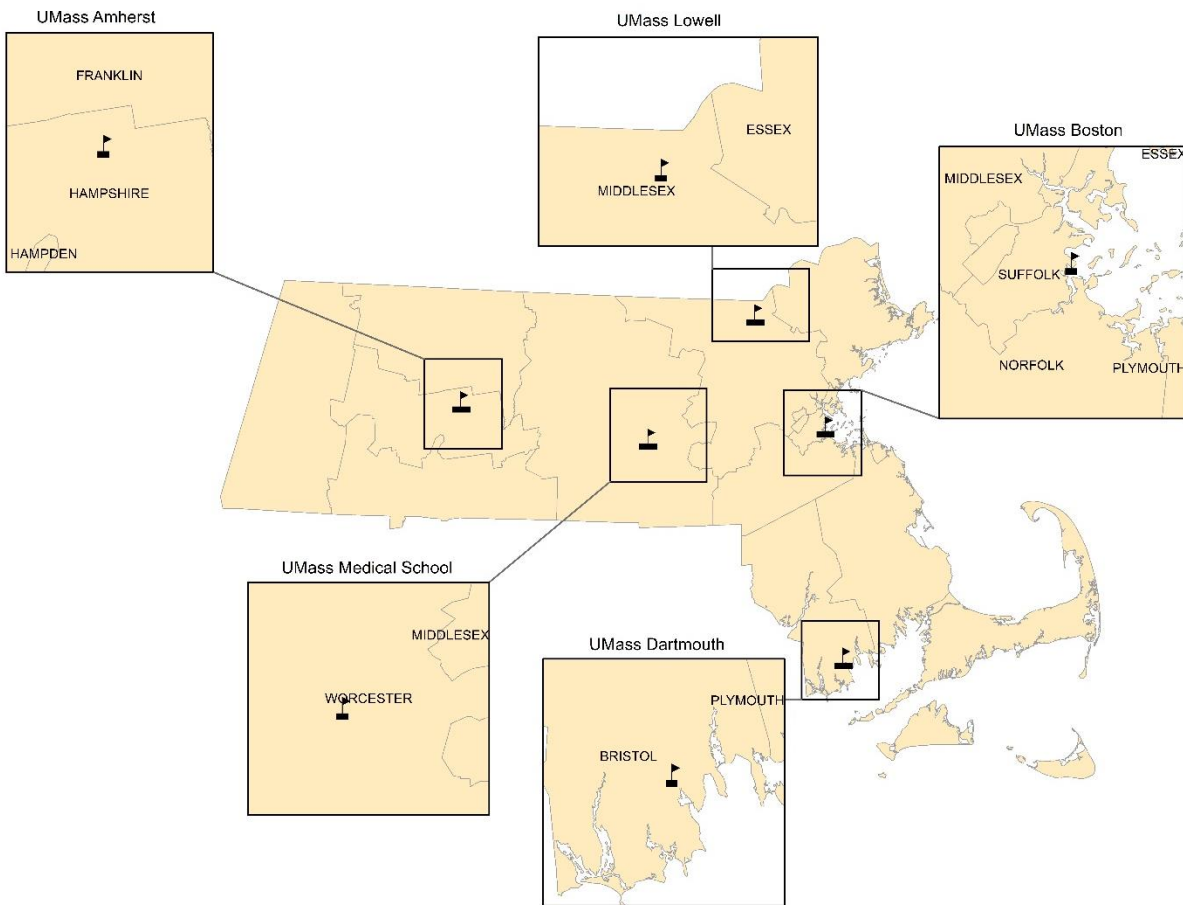 UMass Amherst
FRANKLIN
HAMPSHIRE
HAMPDEN
UMass Lowell
ESSEX
MIDDLESEX
UMass Boston
ESSEX
MIDDLESEX
SUFFOLK
NORFOLK
PLYMOUTH
UMass Medical School
MIDDLESEX
WORCESTER
UMass Dartmouth
PLYMOUTH
BRISTOL